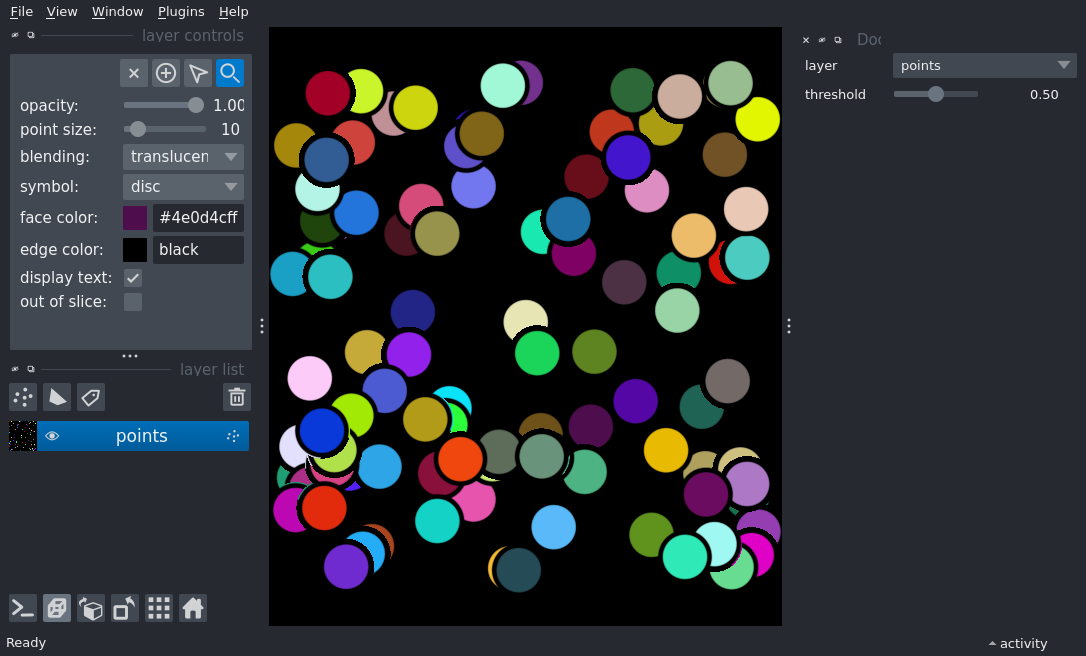 File View Window Plugins Help
layer controls
opacity: 1.00
point size: 10
blending: translucen
symbol: disc
face color: #4e0d4cff
edge color: black
display text:
out of slice:
layer list
points
Ready
Doc
layer points
threshold 0.50
activity